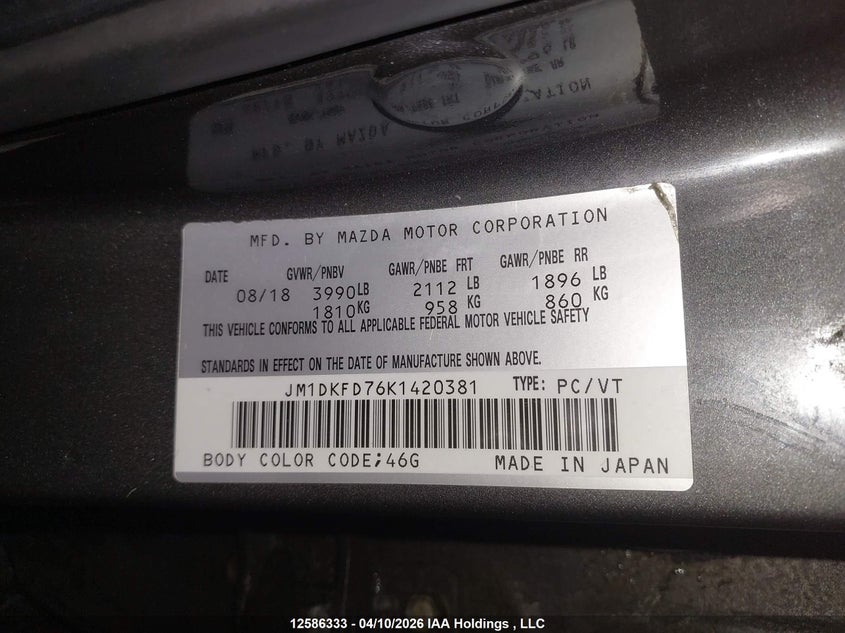 MFD. BY MAZDA MOTOR CORPORATION
DATE GVWR/PNBV GAWR/PNBE FRT GAWR/PNBE RR
08/18 3990LB 2112 LB 1896 LB
1810KG 958 KG 860 KG
THIS VEHICLE CONFORMS TO ALL APPLICABLE FEDERAL MOTOR VEHICLE SAFETY
STANDARDS IN EFFECT ON THE DATE OF MANUFACTURE SHOWN ABOVE.
JM1DKFD76K1420381 TYPE: PC/VT
BODY COLOR CODE;46G MADE IN JAPAN
12586333 - 04/10/2026 IAA Holdings , LLC